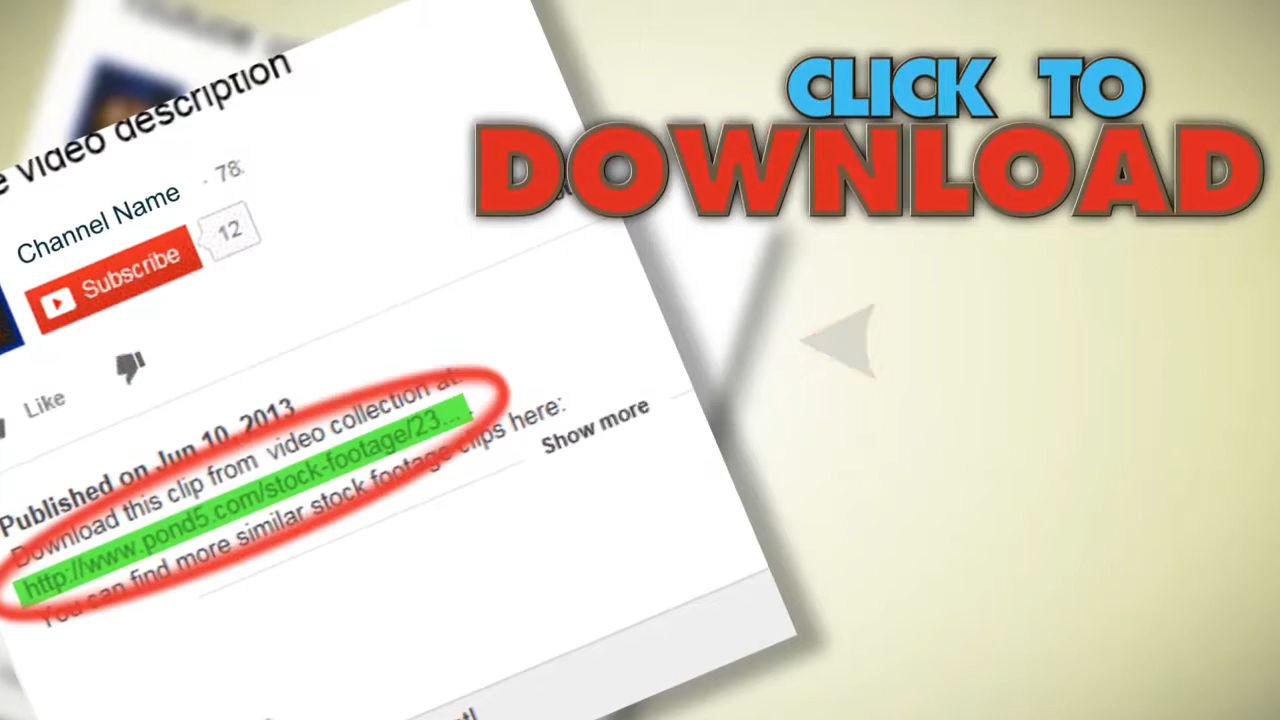 CLICK TO
DOWNLOAD
video description
Channel Name
78
Subscribe
12
Like
Published on Jun 10, 2013
Download this clip from video collection at:
http://www.pond5.com/stock-footage/23...
You can find more similar stock footage clips here:
Show more